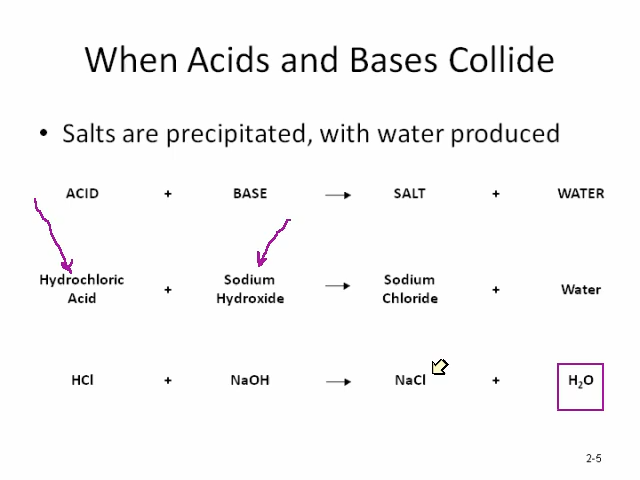 When Acids and Bases Collide
• Salts are precipitated, with water produced
ACID + BASE → SALT + WATER
Hydrochloric Acid + Sodium Hydroxide → Sodium Chloride + Water
HCl + NaOH → NaCl + H₂O
2-5